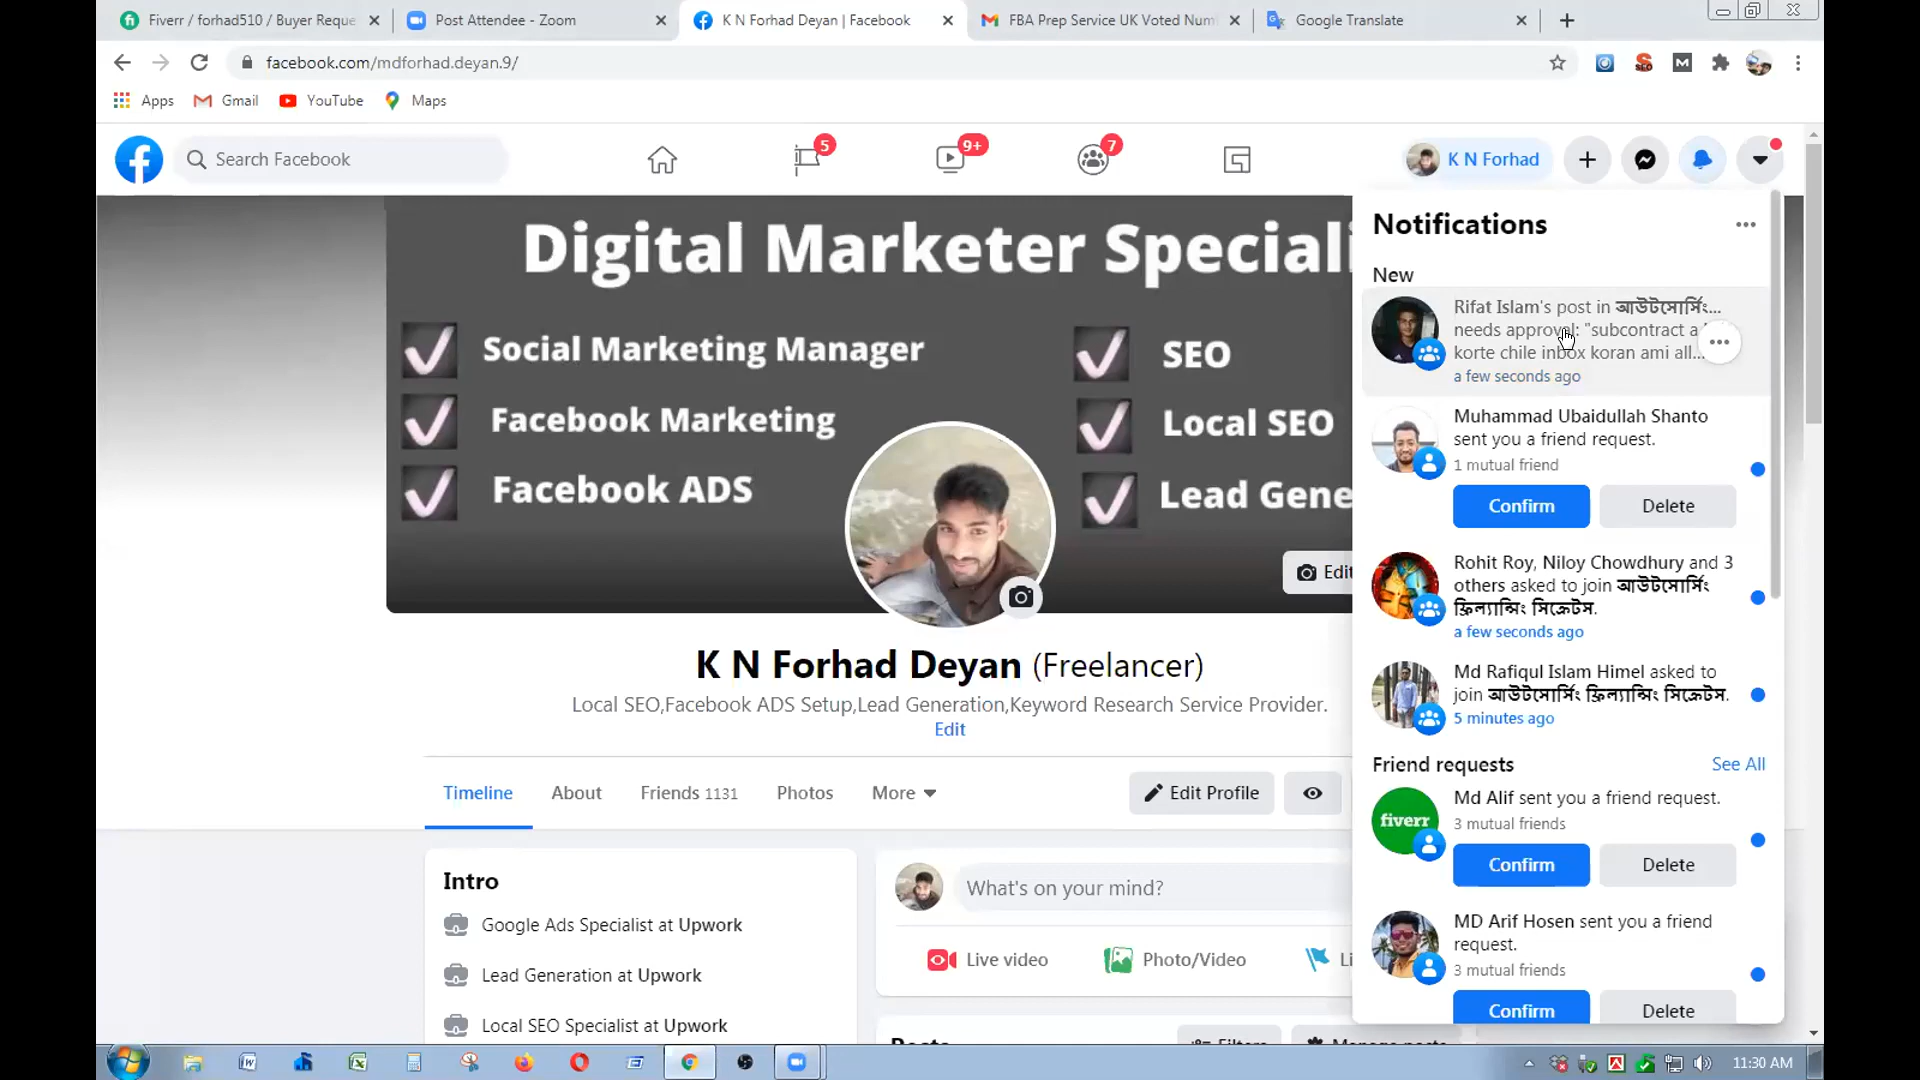 Fiverr / forhad510 / Buyer Reque
Post Attendee - Zoom
K N Forhad Deyan | Facebook
FBA Prep Service UK Voted Num
Google Translate
facebook.com/mdforhad.deyan.9/
Apps
Gmail
YouTube
Maps
Search Facebook
5
9+
7
K N Forhad
Digital Marketer Speciali
Social Marketing Manager
SEO
Facebook Marketing
Local SEO
Facebook ADS
Lead Gene
Edit
K N Forhad Deyan (Freelancer)
Local SEO,Facebook ADS Setup,Lead Generation,Keyword Research Service Provider.
Edit
Timeline
About
Friends 1131
Photos
More
Edit Profile
Intro
Google Ads Specialist at Upwork
Lead Generation at Upwork
Local SEO Specialist at Upwork
What's on your mind?
Live video
Photo/Video
Li
Posts
Filters
Manage posts
Notifications
New
Rifat Islam's post in আউটসোর্সিং...
needs approval: "subcontract a
korte chile inbox koran ami all...
a few seconds ago
Muhammad Ubaidullah Shanto
sent you a friend request.
1 mutual friend
Confirm
Delete
Rohit Roy, Niloy Chowdhury and 3
others asked to join আউটসোর্সিং
ফ্রিল্যান্সিং সিক্রেটস.
a few seconds ago
Md Rafiqul Islam Himel asked to
join আউটসোর্সিং ফ্রিল্যান্সিং সিক্রেটস.
5 minutes ago
Friend requests
See All
fiverr
Md Alif sent you a friend request.
3 mutual friends
Confirm
Delete
MD Arif Hosen sent you a friend
request.
3 mutual friends
Confirm
Delete
11:30 AM